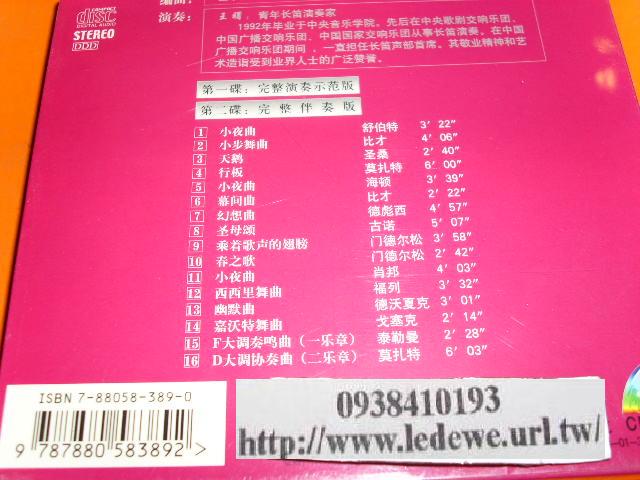 COMPACT
disc
DIGITAL AUDIO
STEREO
DDD
编曲：
演奏： 王 娟：青年长笛演奏家
1992年毕业于中央音乐学院。先后在中央歌剧交响乐团、
中国广播交响乐团、中国国家交响乐团从事长笛演奏。在中国
广播交响乐团期间，一直担任长笛声部首席。其敬业精神和艺
术造诣受到业界人士的广泛赞誉。
第一碟：完整演奏示范版
第二碟：完整伴奏版
1 小夜曲 舒伯特 3′22″
2 小步舞曲 比才 4′06″
3 天鹅 圣桑 2′40″
4 行板 莫扎特 6′00″
5 小夜曲 海顿 3′39″
6 幕间曲 比才 2′22″
7 幻想曲 德彪西 4′57″
8 圣母颂 古诺 5′07″
9 乘着歌声的翅膀 门德尔松 3′58″
10 春之歌 门德尔松 2′42″
11 小夜曲 肖邦 4′03″
12 西西里舞曲 福列 3′32″
13 幽默曲 德沃夏克 3′01″
14 嘉沃特舞曲 戈塞克 2′14″
15 F大调奏鸣曲（一乐章） 泰勒曼 2′28″
16 D大调协奏曲（二乐章） 莫扎特 6′03″
ISBN 7-88058-389-0
9 787880 583892 >
0938410193
http://www.ledewe.url.tw/